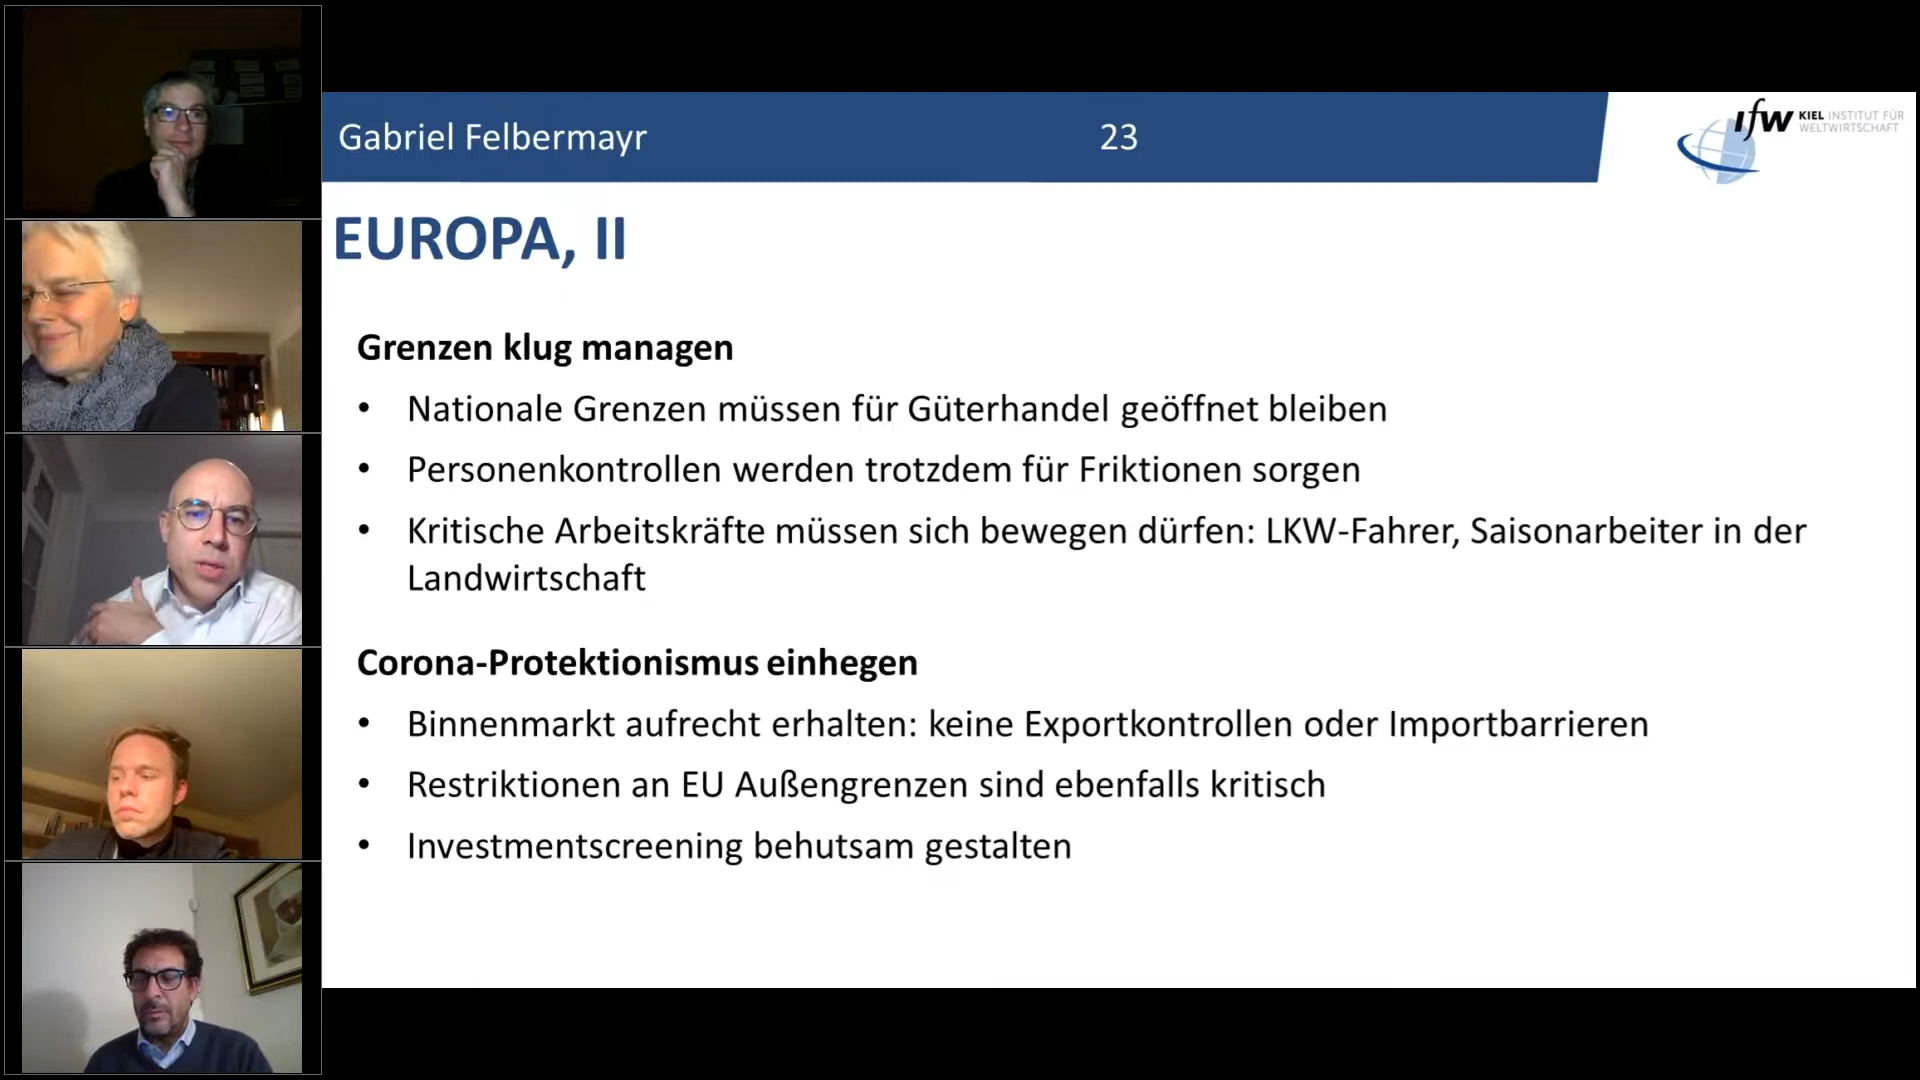 Gabriel Felbermayr
23
IfW KIEL INSTITUT FÜR
WELTWIRTSCHAFT
EUROPA, II
Grenzen klug managen
• Nationale Grenzen müssen für Güterhandel geöffnet bleiben
• Personenkontrollen werden trotzdem für Friktionen sorgen
• Kritische Arbeitskräfte müssen sich bewegen dürfen: LKW-Fahrer, Saisonarbeiter in der
Landwirtschaft
Corona-Protektionismus einhegen
• Binnenmarkt aufrecht erhalten: keine Exportkontrollen oder Importbarrieren
• Restriktionen an EU Außengrenzen sind ebenfalls kritisch
• Investmentscreening behutsam gestalten